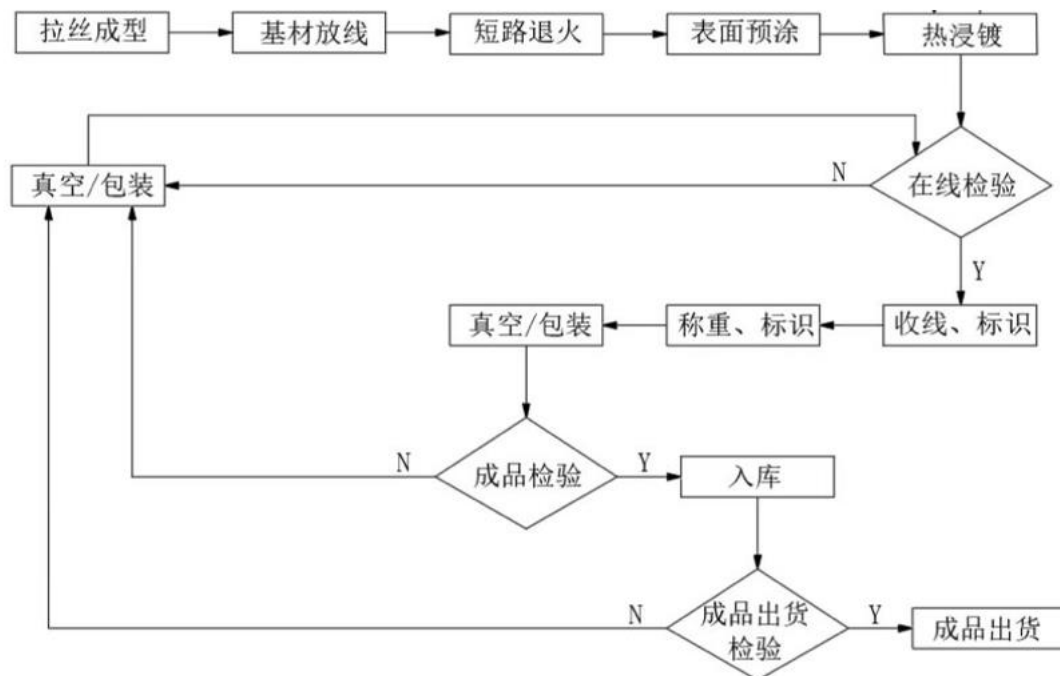 拉丝成型
基材放线
短路退火
表面预涂
热浸镀
真空/包装
N
在线检验
Y
真空/包装
称重、标识
收线、标识
N
成品检验
Y
入库
N
成品出货
检验
Y
成品出货